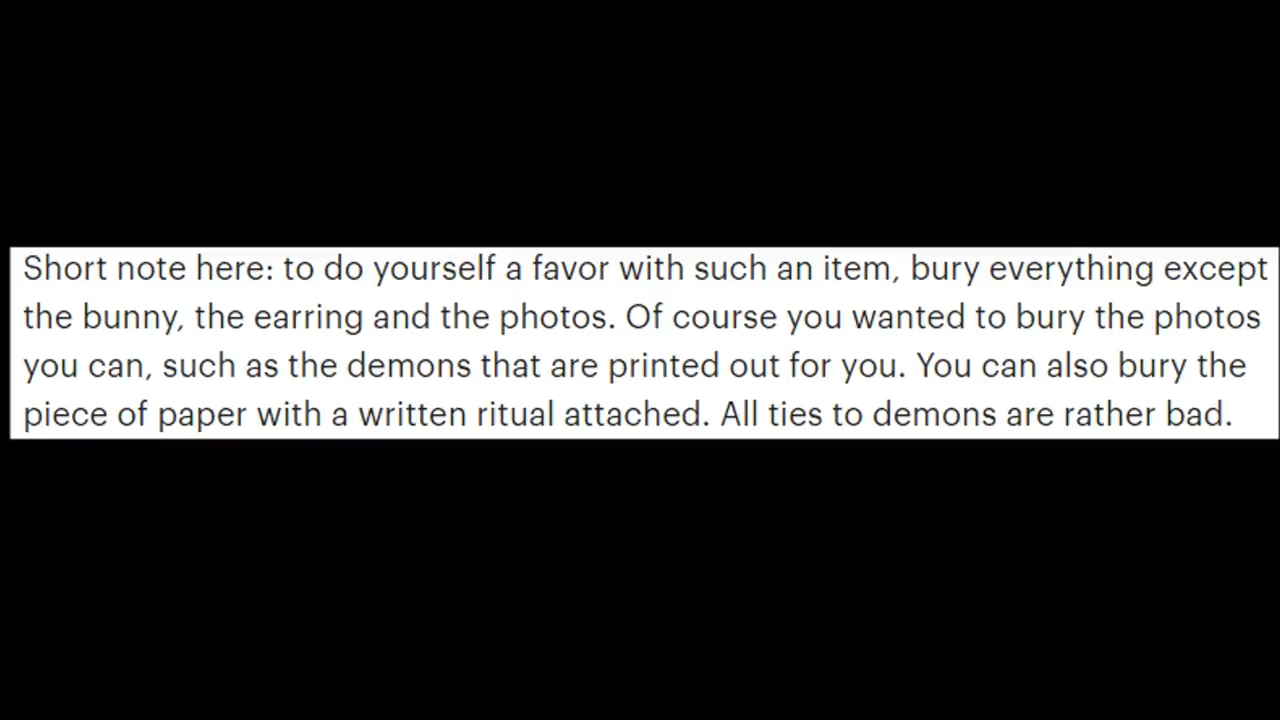 Short note here: to do yourself a favor with such an item, bury everything except
the bunny, the earring and the photos. Of course you wanted to bury the photos
you can, such as the demons that are printed out for you. You can also bury the
piece of paper with a written ritual attached. All ties to demons are rather bad.